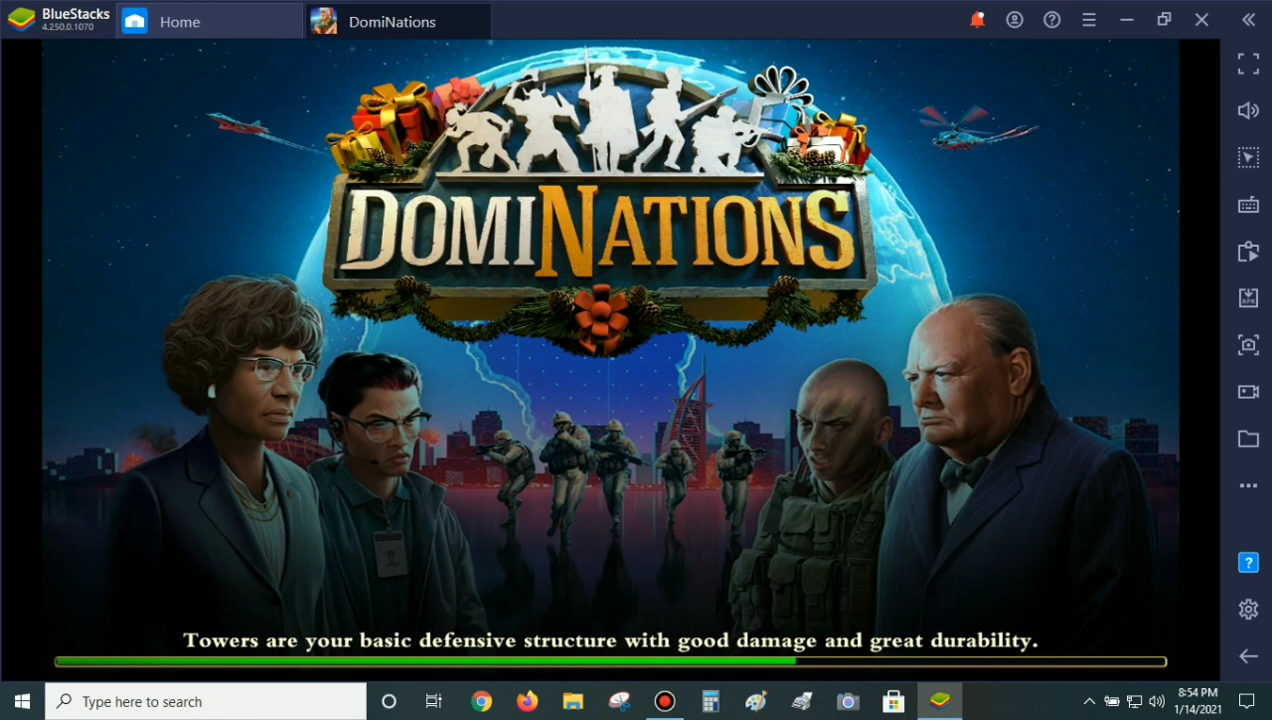 BlueStacks
4.250.0.1070
Home
DomiNations
DOMINATIONS
Towers are your basic defensive structure with good damage and great durability.
Type here to search
8:54 PM
1/14/2021